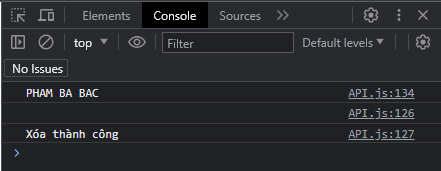 Elements Console Sources
top Filter Default levels
No Issues
PHAM BA BAC API.js:134
API.js:126
Xóa thành công API.js:127